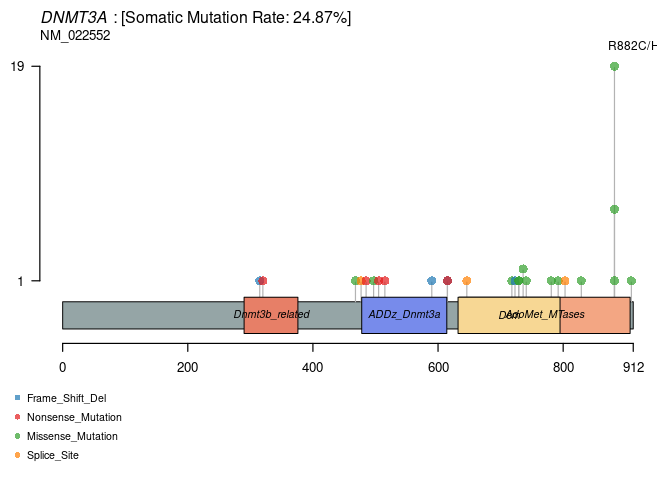 DNMT3A : [Somatic Mutation Rate: 24.87%]
NM_022552
R882C/H
19
1
Dnmt3b_related ADDz_Dnmt3a AdoMet_MTases
0 200 400 600 800 912
Frame_Shift_Del
Nonsense_Mutation
Missense_Mutation
Splice_Site